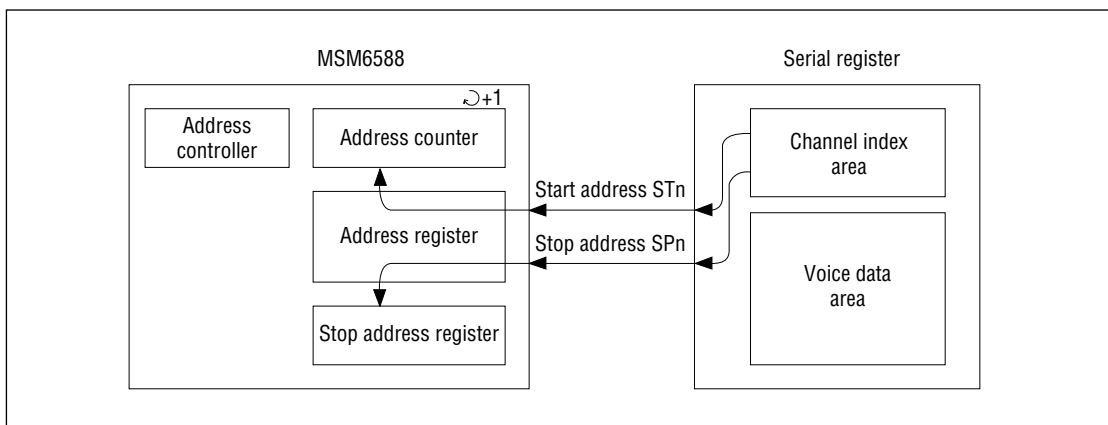 MSM6588
Serial register
+1
Address
controller
Address counter
Channel index
area
Start address STn
Address register
Stop address SPn
Voice data
area
Stop address register